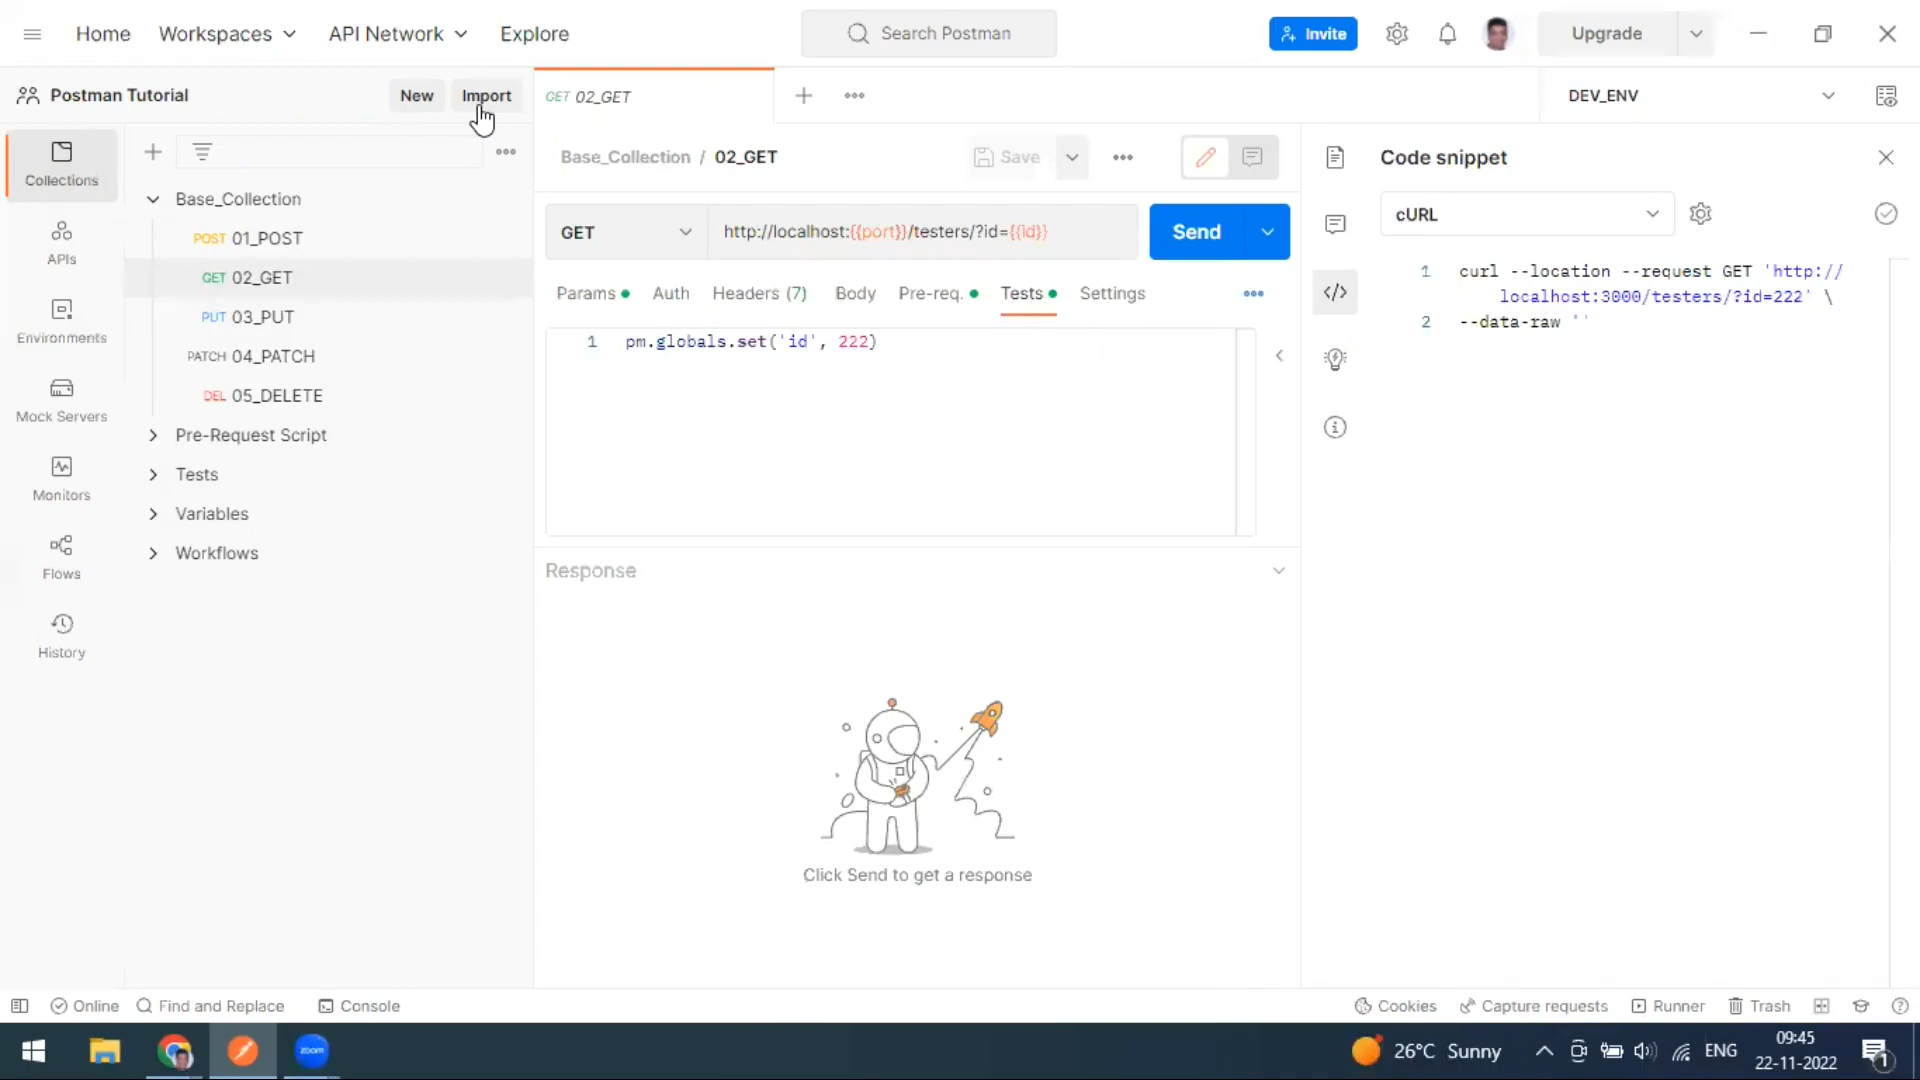 Home Workspaces API Network Explore Search Postman Invite Upgrade
Postman Tutorial New Import GET 02_GET DEV_ENV
Collections
APIs
Environments
Mock Servers
Monitors
Flows
History
Base_Collection
POST 01_POST
GET 02_GET
PUT 03_PUT
PATCH 04_PATCH
DEL 05_DELETE
Pre-Request Script
Tests
Variables
Workflows
Base_Collection / 02_GET Save
GET http://localhost:{{port}}/testers/?id={{id}} Send
Params Auth Headers (7) Body Pre-req. Tests Settings
1 pm.globals.set('id', 222)
Response
Click Send to get a response
Code snippet
cURL
1 curl --location --request GET 'http://
localhost:3000/testers/?id=222' \
2 --data-raw ''
Online Find and Replace Console Cookies Capture requests Runner Trash
zoom 26°C Sunny ENG 09:45
22-11-2022 1